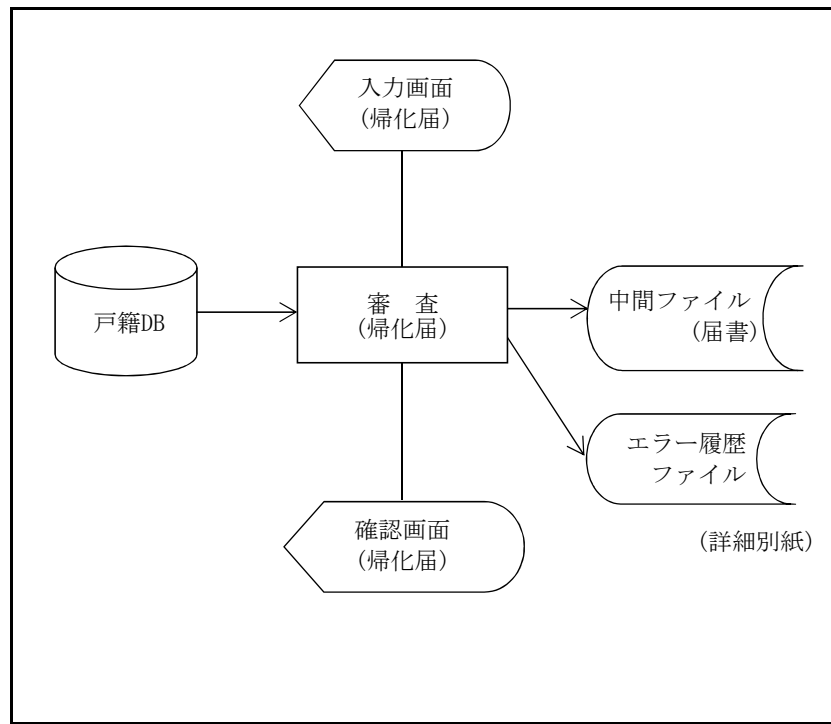 入力画面
(帰化届)
戸籍DB
審　査
(帰化届)
中間ファイル
(届書)
エラー履歴
ファイル
確認画面
(帰化届)
(詳細別紙)